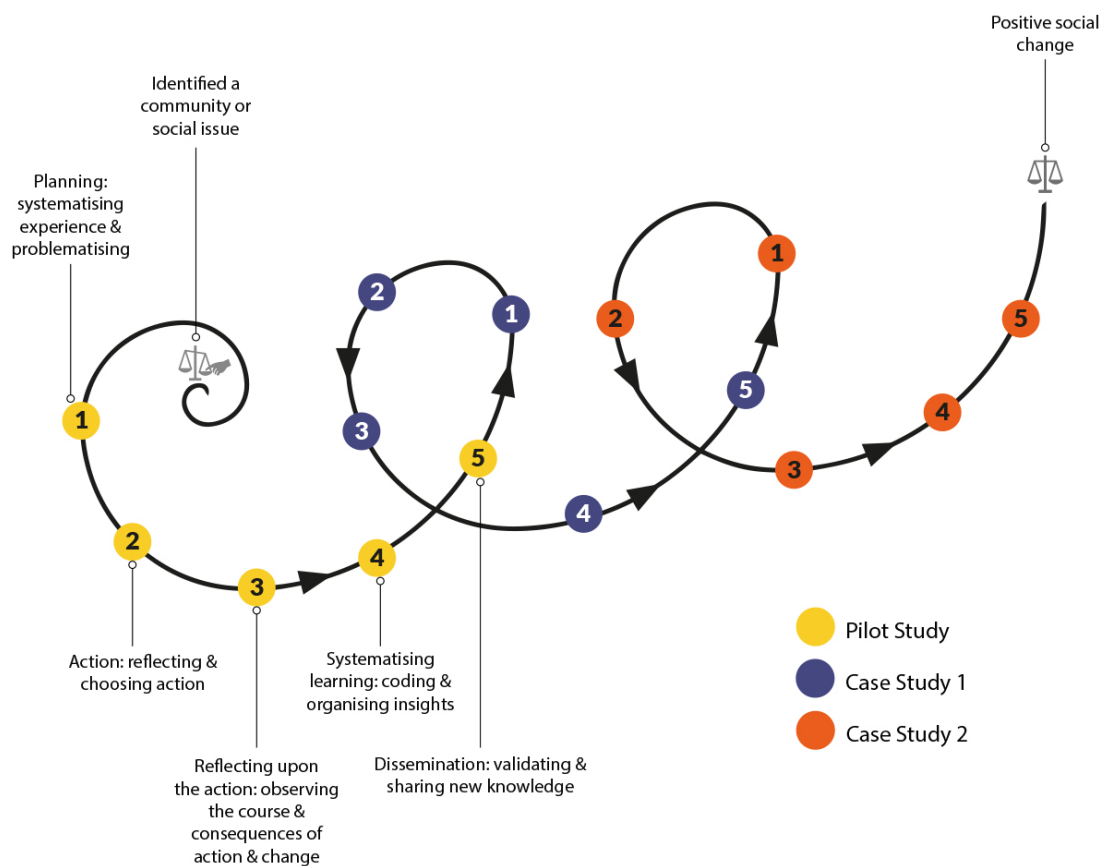 Positive social
change
Identified a
community or
social issue
Planning:
systematising
experience &
problematising
1
2
3
4
5
1
2
3
4
5
1
2
3
4
5
Action: reflecting &
choosing action
Reflecting upon
the action: observing
the course &
consequences of
action & change
Systematising
learning: coding &
organising insights
Dissemination: validating &
sharing new knowledge
Pilot Study
Case Study 1
Case Study 2